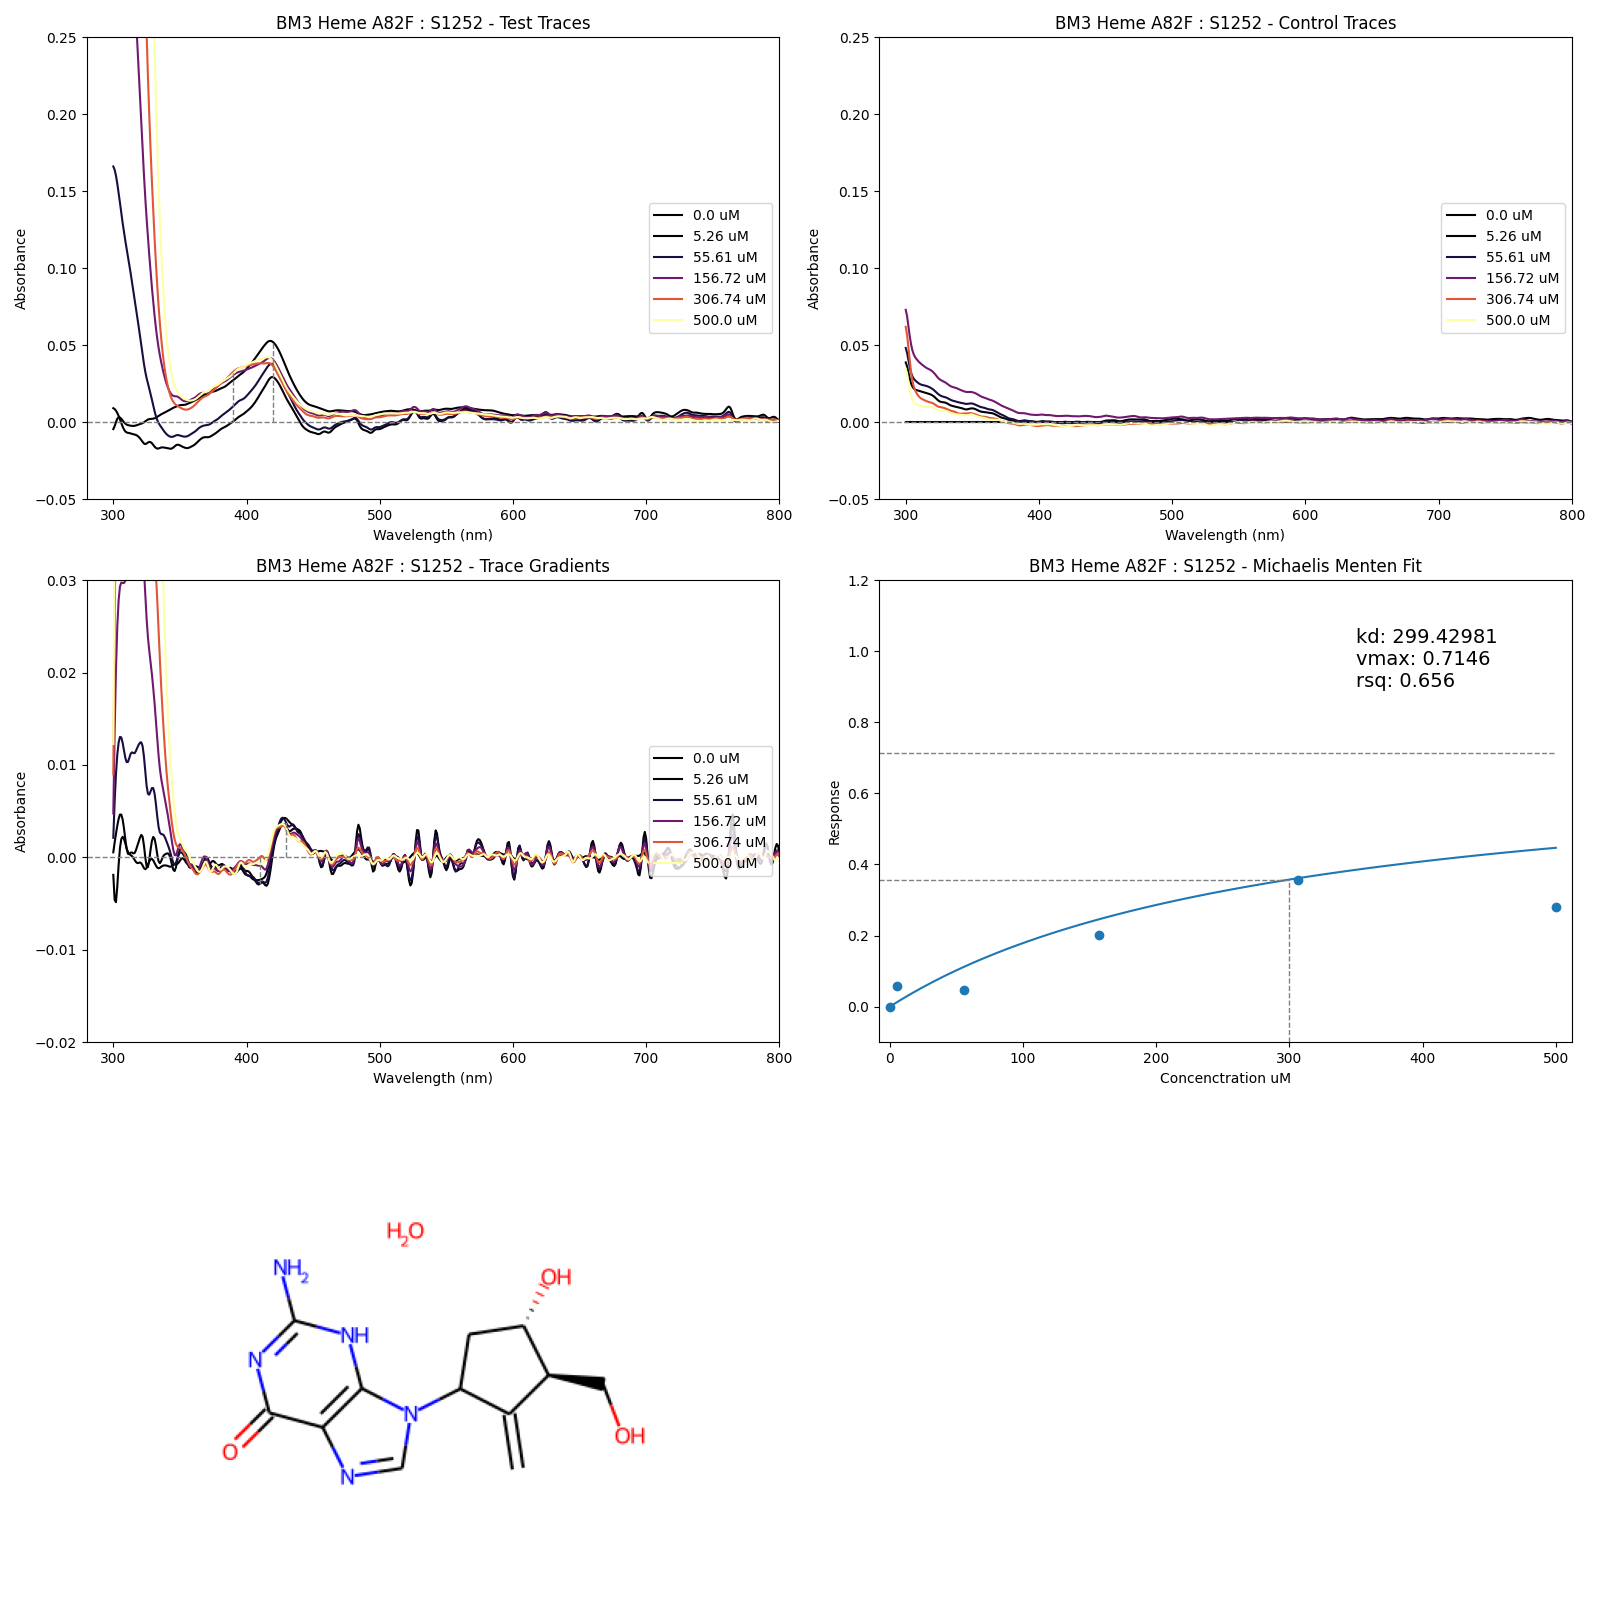 BM3 Heme A82F : S1252 - Test Traces
0.25
0.20
0.15
0.10
0.05
0.00
−0.05
Absorbance
300 400 500 600 700 800
Wavelength (nm)
0.0 uM
5.26 uM
55.61 uM
156.72 uM
306.74 uM
500.0 uM
BM3 Heme A82F : S1252 - Control Traces
0.25
0.20
0.15
0.10
0.05
0.00
−0.05
Absorbance
300 400 500 600 700 800
Wavelength (nm)
0.0 uM
5.26 uM
55.61 uM
156.72 uM
306.74 uM
500.0 uM
BM3 Heme A82F : S1252 - Trace Gradients
0.03
0.02
0.01
0.00
−0.01
−0.02
Absorbance
300 400 500 600 700 800
Wavelength (nm)
0.0 uM
5.26 uM
55.61 uM
156.72 uM
306.74 uM
500.0 uM
BM3 Heme A82F : S1252 - Michaelis Menten Fit
1.2
1.0
0.8
0.6
0.4
0.2
0.0
Response
kd: 299.42981
vmax: 0.7146
rsq: 0.656
0 100 200 300 400 500
Concenctration uM
H2O
NH2
OH
NH
N
N
O
N
OH